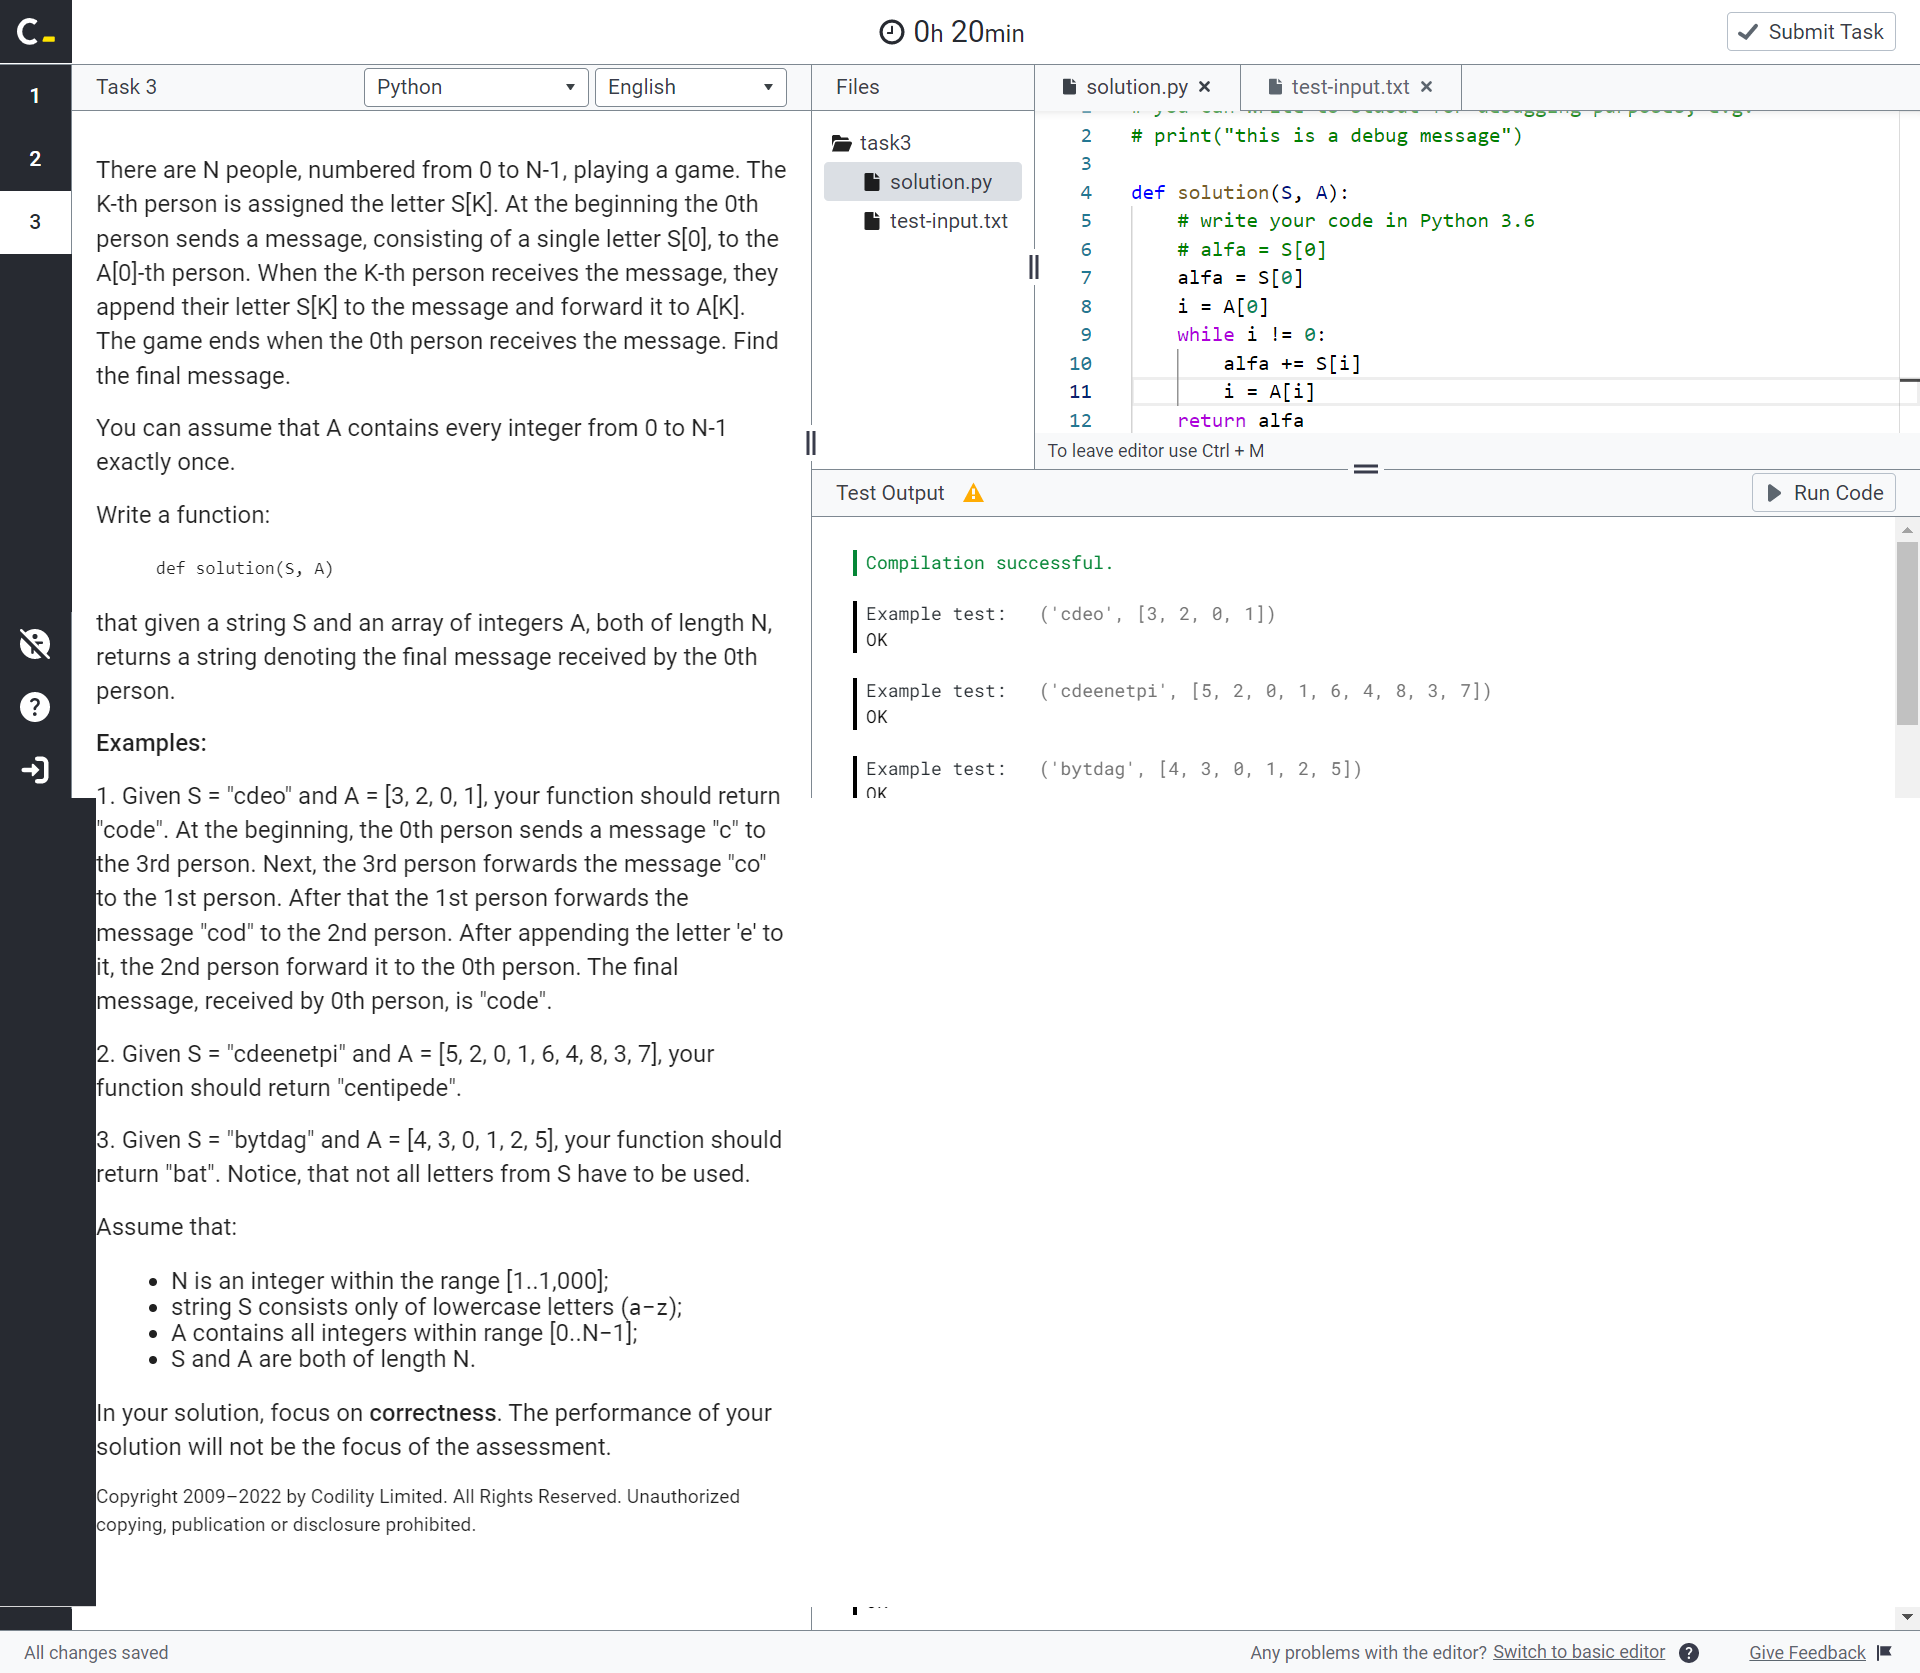 C_
0h 20min
Submit Task
1
2
3
Task 3
Python
English
There are N people, numbered from 0 to N-1, playing a game. The
K-th person is assigned the letter S[K]. At the beginning the 0th
person sends a message, consisting of a single letter S[0], to the
A[0]-th person. When the K-th person receives the message, they
append their letter S[K] to the message and forward it to A[K].
The game ends when the 0th person receives the message. Find
the final message.
You can assume that A contains every integer from 0 to N-1
exactly once.
Write a function:
def solution(S, A)
that given a string S and an array of integers A, both of length N,
returns a string denoting the final message received by the 0th
person.
Examples:
1. Given S = "cdeo" and A = [3, 2, 0, 1], your function should return
"code". At the beginning, the 0th person sends a message "c" to
the 3rd person. Next, the 3rd person forwards the message "co"
to the 1st person. After that the 1st person forwards the
message "cod" to the 2nd person. After appending the letter 'e' to
it, the 2nd person forward it to the 0th person. The final
message, received by 0th person, is "code".
2. Given S = "cdeenetpi" and A = [5, 2, 0, 1, 6, 4, 8, 3, 7], your
function should return "centipede".
3. Given S = "bytdag" and A = [4, 3, 0, 1, 2, 5], your function should
return "bat". Notice, that not all letters from S have to be used.
Assume that:
• N is an integer within the range [1..1,000];
• string S consists only of lowercase letters (a-z);
• A contains all integers within range [0..N-1];
• S and A are both of length N.
In your solution, focus on correctness. The performance of your
solution will not be the focus of the assessment.
Copyright 2009–2022 by Codility Limited. All Rights Reserved. Unauthorized
copying, publication or disclosure prohibited.
Files
task3
solution.py
test-input.txt
solution.py ×
test-input.txt ×
2 # print("this is a debug message")
3
4 def solution(S, A):
5 # write your code in Python 3.6
6 # alfa = S[0]
7 alfa = S[0]
8 i = A[0]
9 while i != 0:
10 alfa += S[i]
11 i = A[i]
12 return alfa
To leave editor use Ctrl + M
Test Output
Run Code
Compilation successful.
Example test: ('cdeo', [3, 2, 0, 1])
OK
Example test: ('cdeenetpi', [5, 2, 0, 1, 6, 4, 8, 3, 7])
OK
Example test: ('bytdag', [4, 3, 0, 1, 2, 5])
OK
All changes saved
Any problems with the editor? Switch to basic editor ?
Give Feedback